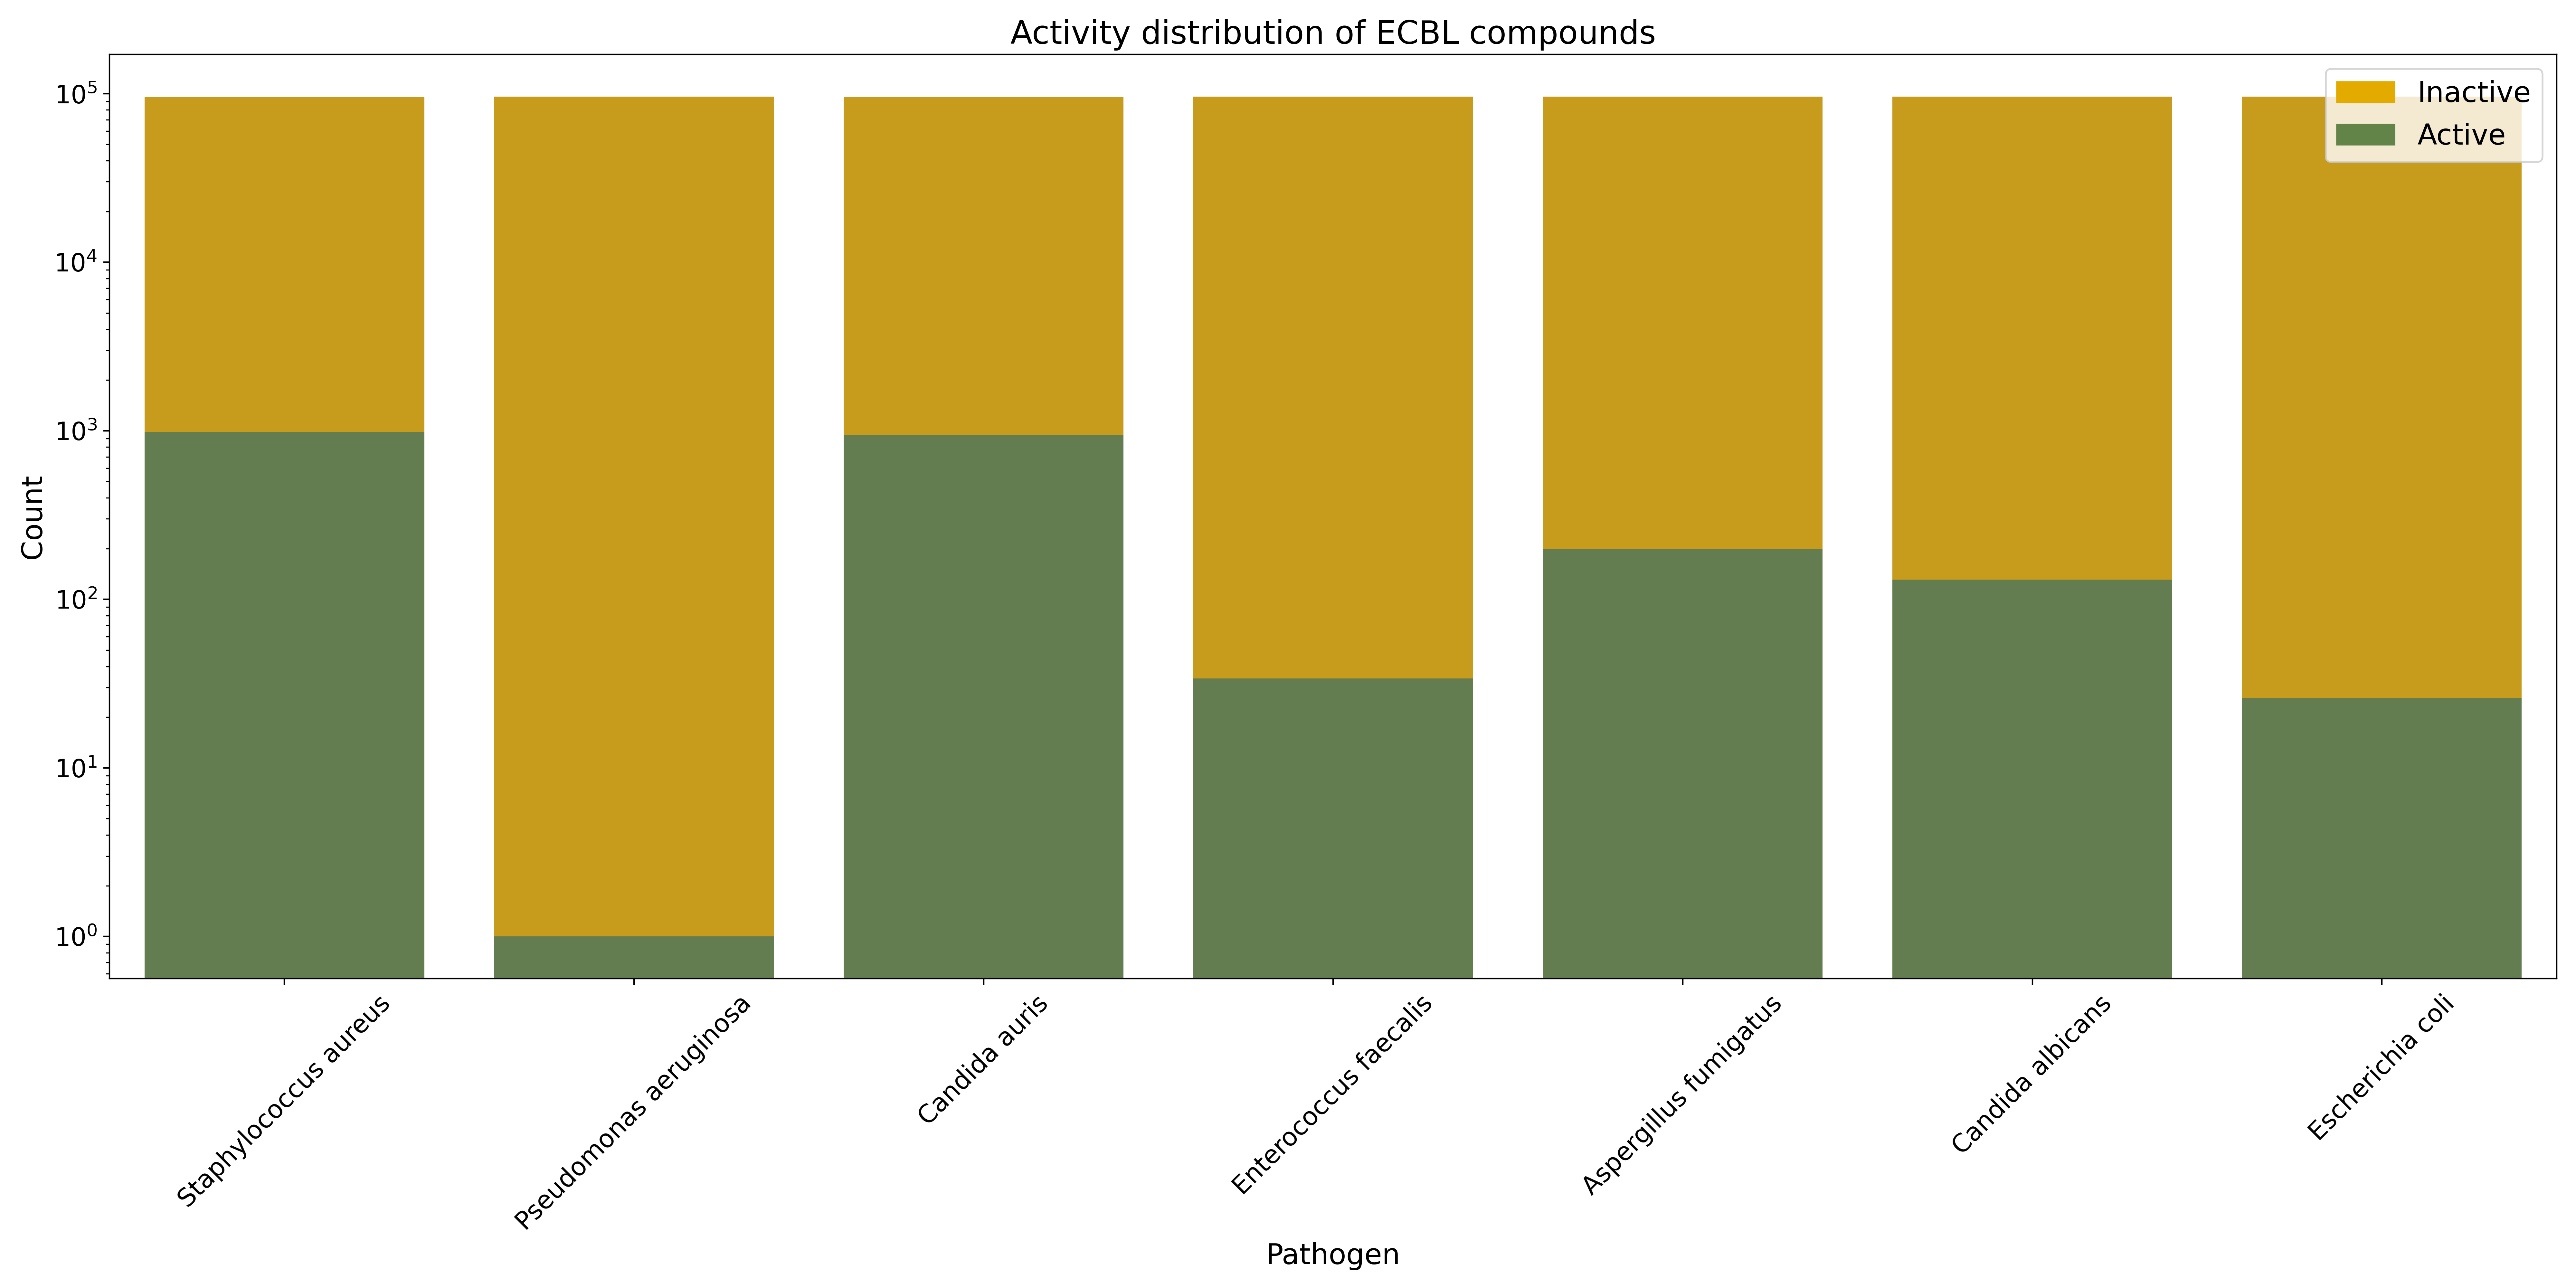 Activity distribution of ECBL compounds
Inactive
Active
Count
10⁵
10⁴
10³
10²
10¹
10⁰
Staphylococcus aureus
Pseudomonas aeruginosa
Candida auris
Enterococcus faecalis
Aspergillus fumigatus
Candida albicans
Escherichia coli
Pathogen